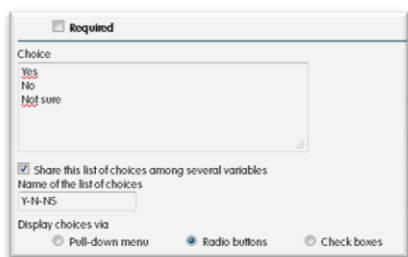 Required
Choice
Yes
No
Not sure
Share this list of choices among several variables
Name of the list of choices
Y-N-NS
Display choices via
Pull-down menu Radio buttons Check boxes